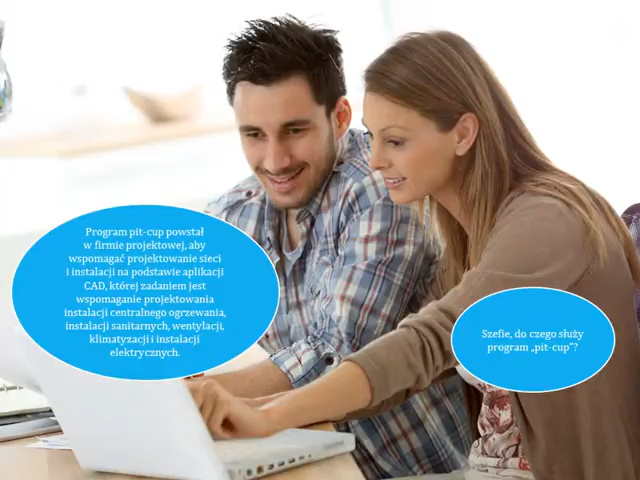 Program pit-cup powstał
w firmie projektowej, aby
wspomagać projektowanie sieci
i instalacji na podstawie aplikacji
CAD, której zadaniem jest
wspomaganie projektowania
instalacji centralnego ogrzewania,
instalacji sanitarnych, wentylacji,
klimatyzacji i instalacji
elektrycznych.
Szefie, do czego służy
program „pit-cup"?